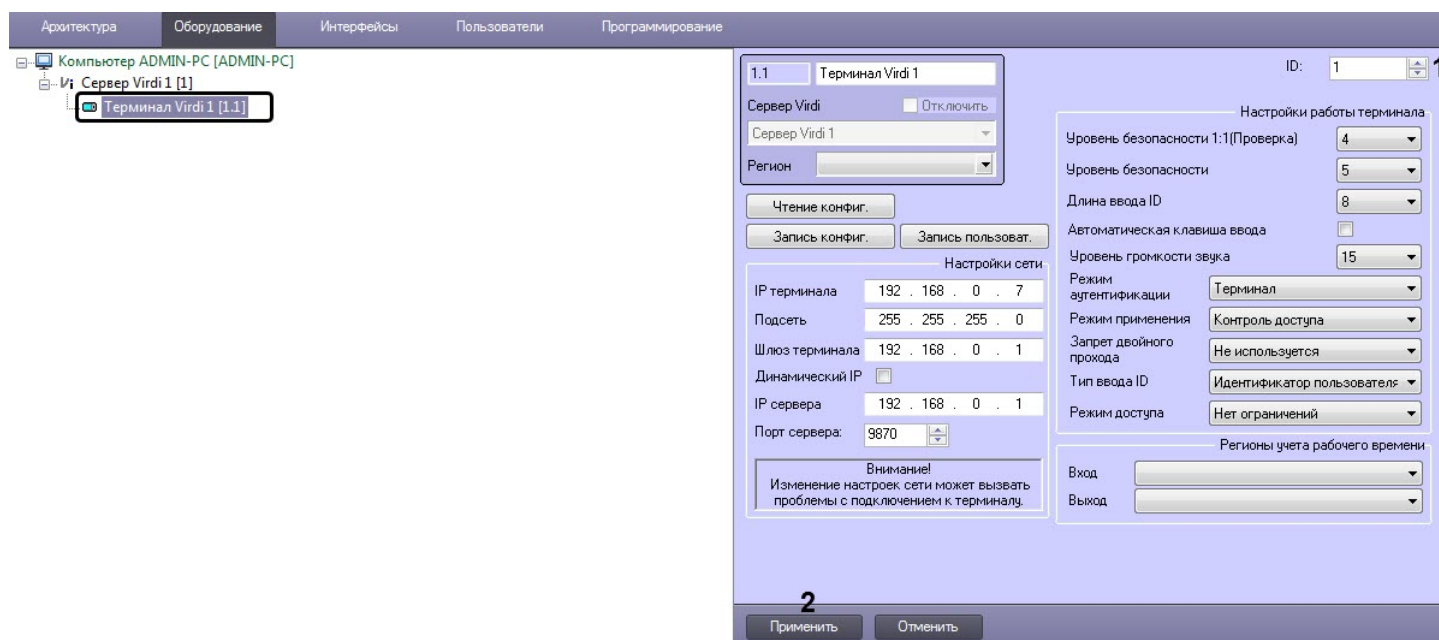 Архитектура Оборудование Интерфейсы Пользователи Программирование
Компьютер ADMIN-PC [ADMIN-PC]
Сервер Virdi 1 [1]
Терминал Virdi 1 [1.1]
1.1 Терминал Virdi 1
Сервер Virdi Отключить
Сервер Virdi 1
Регион
Чтение конфиг.
Запись конфиг. Запись пользоват.
Настройки сети
IP терминала 192 . 168 . 0 . 7
Подсеть 255 . 255 . 255 . 0
Шлюз терминала 192 . 168 . 0 . 1
Динамический IP
IP сервера 192 . 168 . 0 . 1
Порт сервера: 9870
Внимание!
Изменение настроек сети может вызвать
проблемы с подключением к терминалу.
ID: 1 1
Настройки работы терминала
Уровень безопасности 1:1(Проверка) 4
Уровень безопасности 5
Длина ввода ID 8
Автоматическая клавиша ввода
Уровень громкости звука 15
Режим
аутентификации Терминал
Режим применения Контроль доступа
Запрет двойного
прохода Не используется
Тип ввода ID Идентификатор пользователя
Режим доступа Нет ограничений
Регионы учета рабочего времени
Вход
Выход
2
Применить Отменить